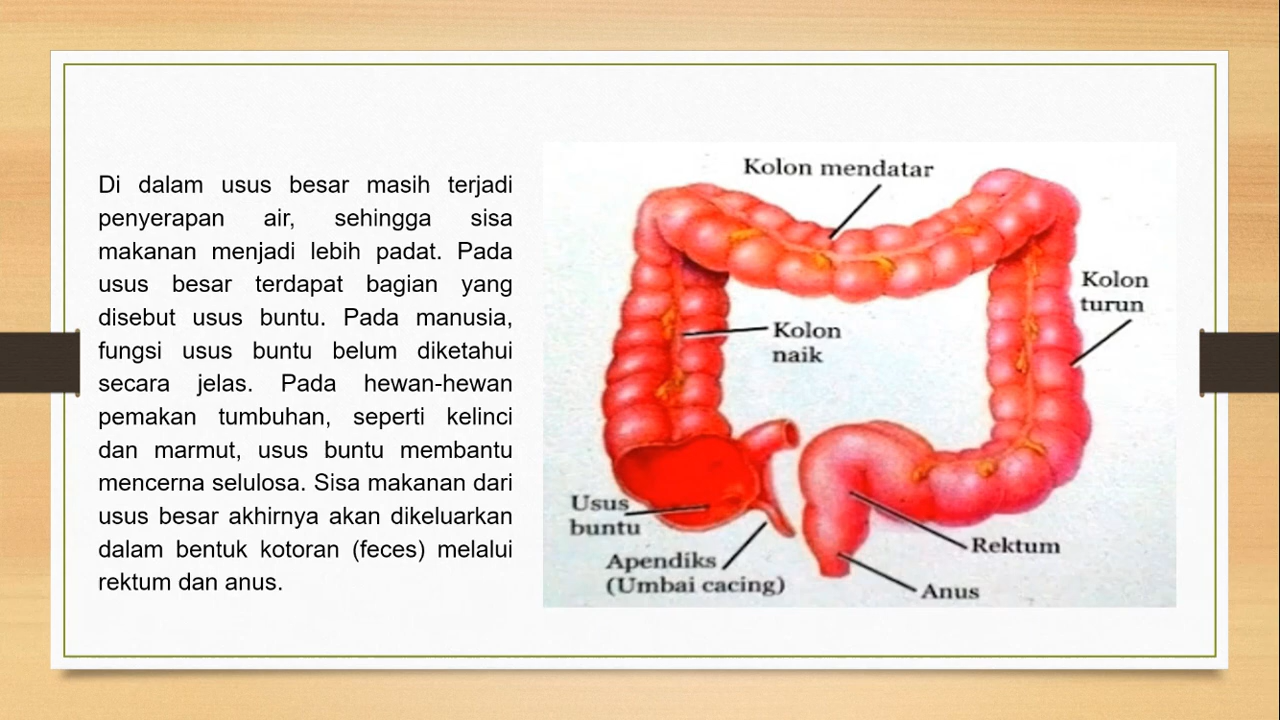 Di dalam usus besar masih terjadi
penyerapan air, sehingga sisa
makanan menjadi lebih padat. Pada
usus besar terdapat bagian yang
disebut usus buntu. Pada manusia,
fungsi usus buntu belum diketahui
secara jelas. Pada hewan-hewan
pemakan tumbuhan, seperti kelinci
dan marmut, usus buntu membantu
mencerna selulosa. Sisa makanan dari
usus besar akhirnya akan dikeluarkan
dalam bentuk kotoran (feces) melalui
rektum dan anus.
Kolon mendatar
Kolon
turun
Kolon
naik
Usus
buntu
Apendiks
(Umbai cacing)
Rektum
Anus